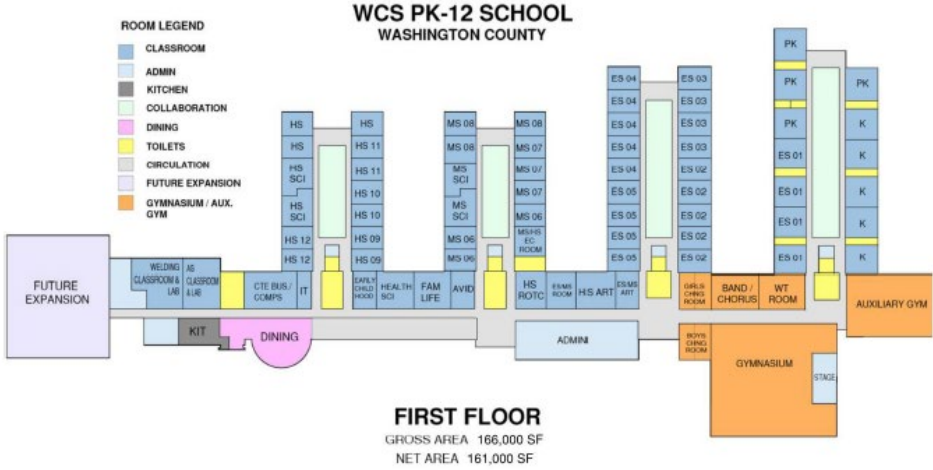 WCS PK-12 SCHOOL
WASHINGTON COUNTY
ROOM LEGEND
CLASSROOM
ADMIN
KITCHEN
COLLABORATION
DINING
TOILETS
CIRCULATION
FUTURE EXPANSION
GYMNASIUM / AUX.
GYM
HS
HS
HS
SCI
HS
SCI
HS 12
HS 12
HS
HS 11
HS 11
HS 10
HS 10
HS 09
HS 09
MS 08
MS 08
MS
SCI
MS
SCI
MS 06
MS 06
MS 08
MS 07
MS 07
MS 07
MS 06
MS/HS
EC
ROOM
ES 04
ES 04
ES 04
ES 04
ES 05
ES 05
ES 05
ES 05
ES 05
ES 03
ES 03
ES 03
ES 03
ES 02
ES 02
ES 02
ES 02
ES 02
PK
PK
PK
ES 01
ES 01
ES 01
ES 01
PK
K
K
K
K
K
FUTURE
EXPANSION
WELDING
CLASSROOM &
LAB
AG
CLASSROOM
& LAB
CTE BUS./
COMPS
IT
EARLY
CHILD
HOOD
HEALTH
SCI
FAM
LIFE
AVID
HS
ROTC
ES/MS
ROOM
HS ART
ES/MS
ART
GIRLS
CHNG
ROOM
BAND /
CHORUS
WT
ROOM
AUXILIARY GYM
KIT
DINING
ADMINI
BOYS
CHNG
ROOM
GYMNASIUM
STAGE
FIRST FLOOR
GROSS AREA 166,000 SF
NET AREA 161,000 SF